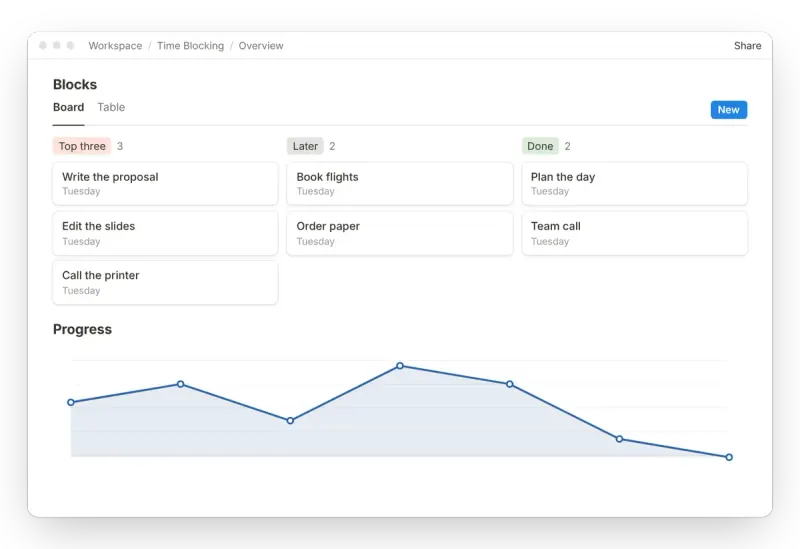 Workspace / Time Blocking / Overview
Share
Blocks
Board
Table
New
Top three 3
Write the proposal
Tuesday
Edit the slides
Tuesday
Call the printer
Tuesday
Later 2
Book flights
Tuesday
Order paper
Tuesday
Done 2
Plan the day
Tuesday
Team call
Tuesday
Progress